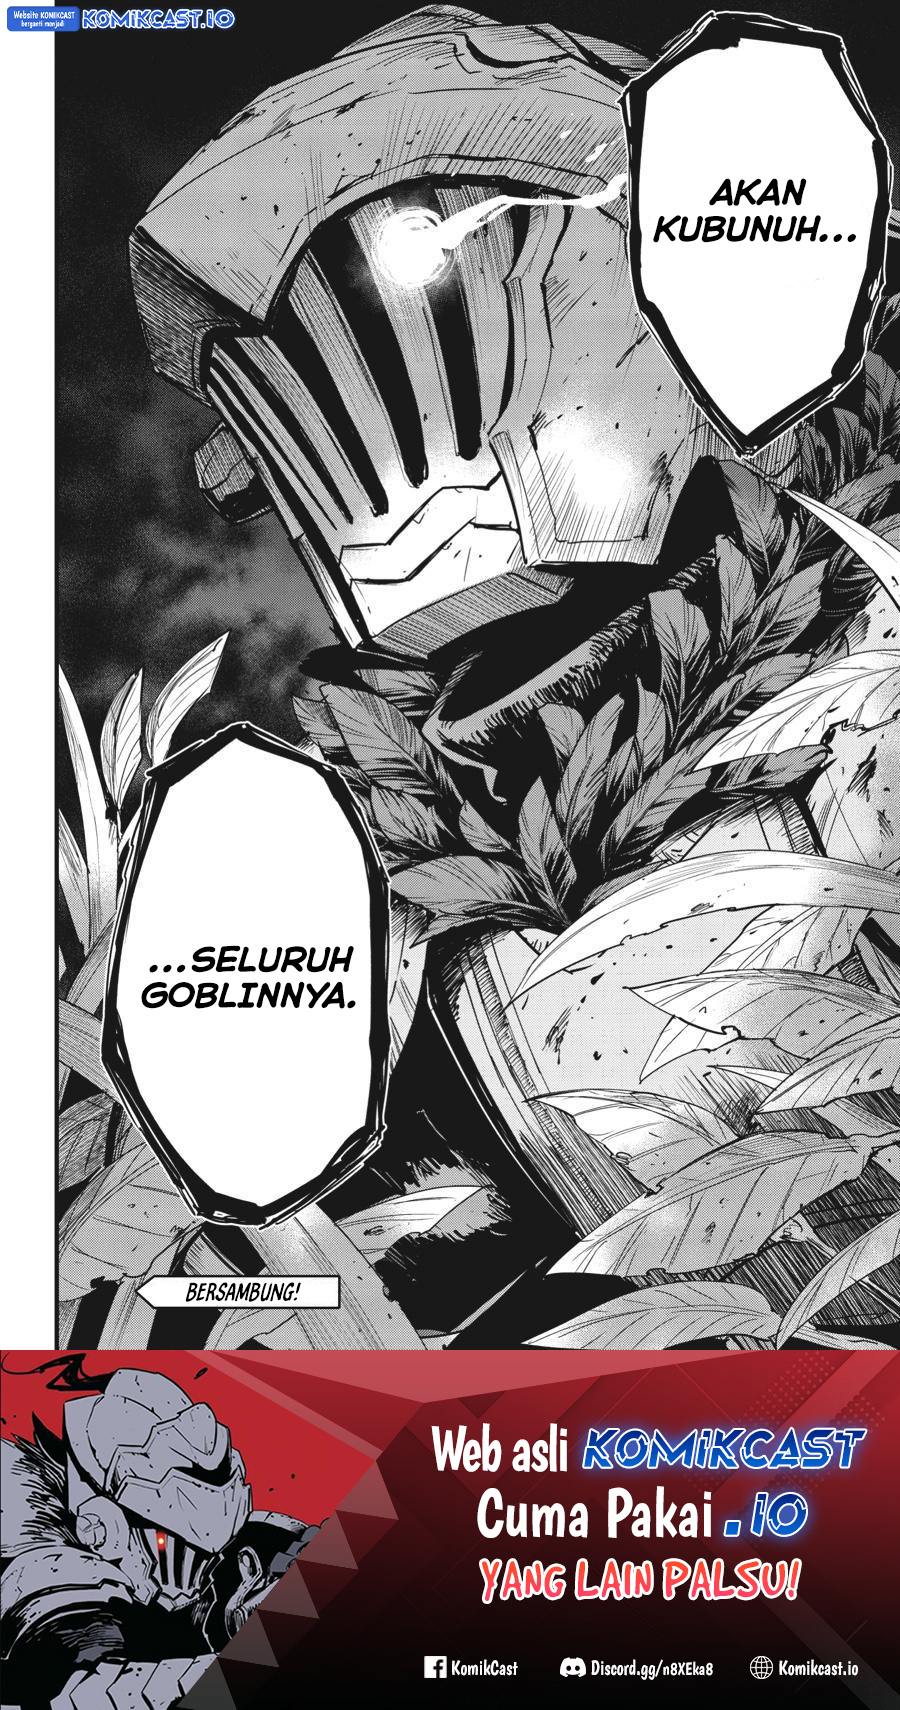 Website KOMIKCAST
berganti menjadi
KOMIKCAST.IO
AKAN
KUBUNUH...
...SELURUH
GOBLINNYA.
BERSAMBUNG!
Web asli KOMIKCAST
Cuma Pakai .IO
YANG LAIN PALSU!
KomikCast
Discord.gg/n8XEka8
Komikcast.io